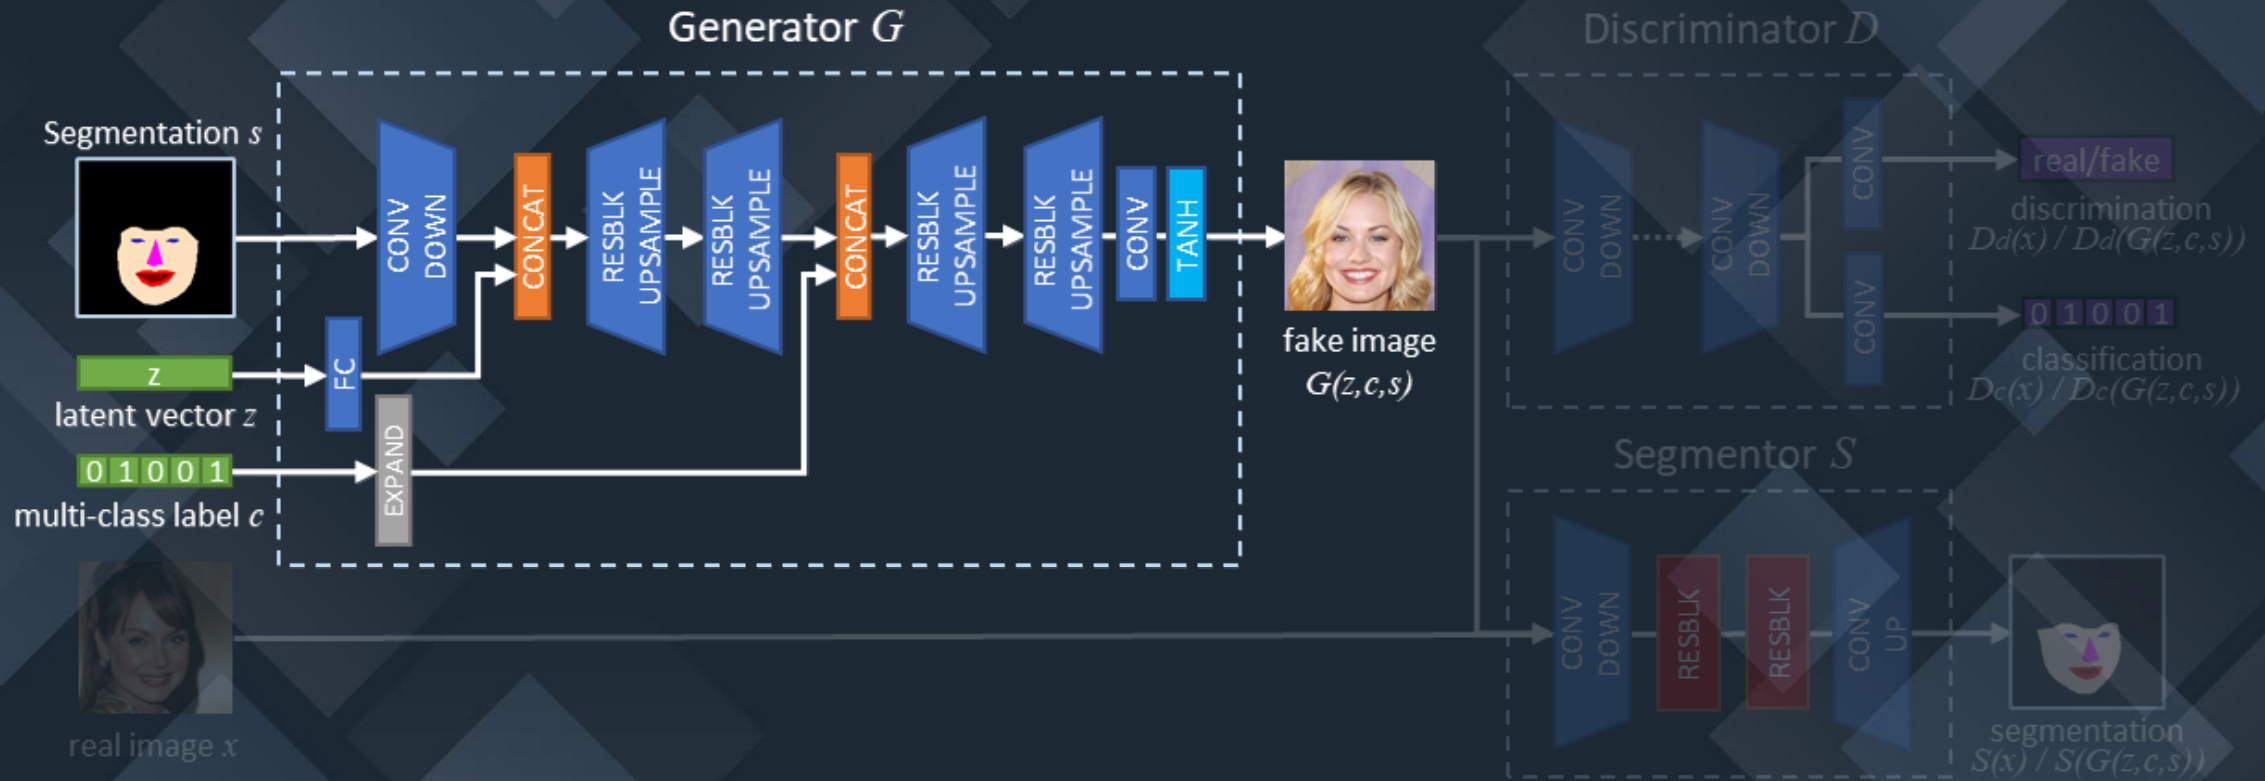 Generator G
Discriminator D
Segmentation s
CONV
DOWN
CONCAT
RESBLK
UPSAMPLE
RESBLK
UPSAMPLE
CONCAT
RESBLK
UPSAMPLE
RESBLK
UPSAMPLE
CONV
TANH
z
latent vector z
FC
0 1 0 0 1
multi-class label c
EXPAND
real image x
fake image
G(z,c,s)
CONV
DOWN
CONV
DOWN
CONV
CONV
real/fake
discrimination
Dd(x) / Dd(G(z,c,s))
0 1 0 0 1
classification
Dc(x) / Dc(G(z,c,s))
Segmentor S
CONV
DOWN
RESBLK
RESBLK
CONV
UP
segmentation
S(x) / S(G(z,c,s))